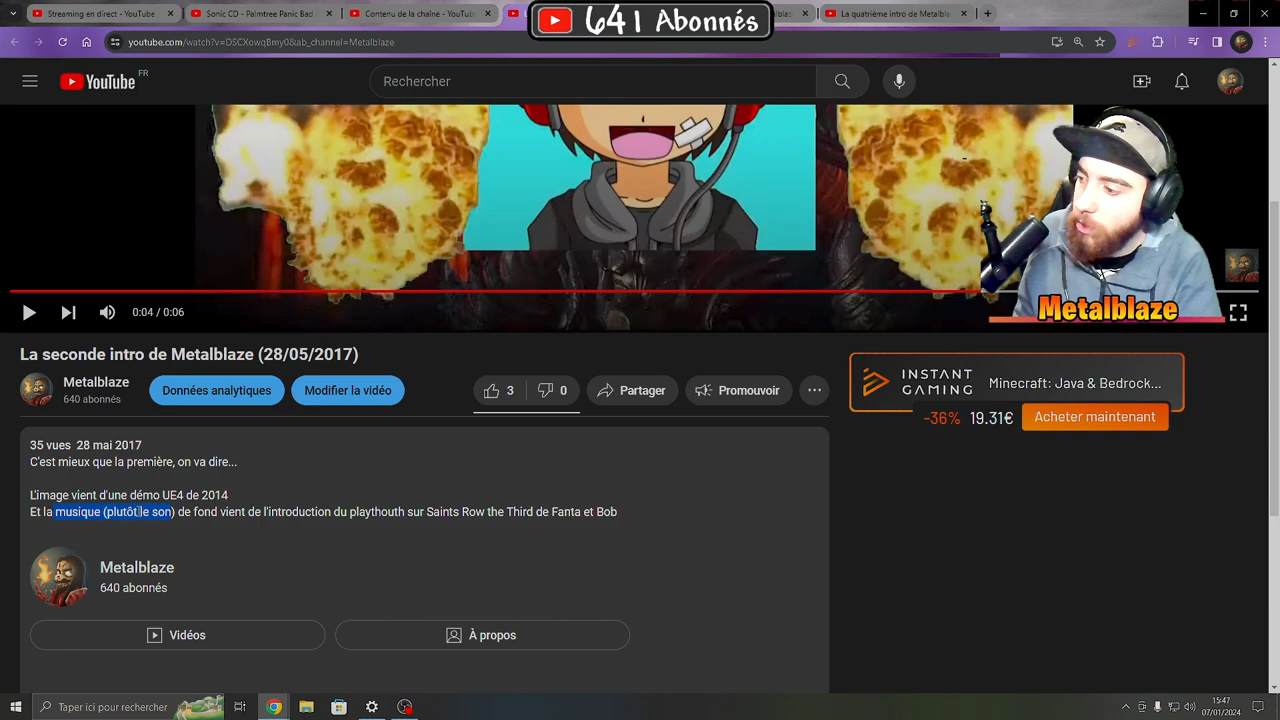 Streaming en direct - YouTube
Sonic CD - Palmtree Panic Bad
Contenu de la chaîne - YouTube
641 Abonnés
La quatrième intro de Metalblaze
youtube.com/watch?v=DSCXowqBmy0&ab_channel=Metalblaze
YouTube FR
Rechercher
0:04 / 0:06
Metalblaze
La seconde intro de Metalblaze (28/05/2017)
Metalblaze
640 abonnés
Données analytiques
Modifier la vidéo
3
0
Partager
Promouvoir
INSTANT GAMING
Minecraft: Java & Bedrock...
-36% 19.31€ Acheter maintenant
35 vues 28 mai 2017
C'est mieux que la première, on va dire...
L'image vient d'une démo UE4 de 2014
Et la musique (plutôt le son) de fond vient de l'introduction du playthouth sur Saints Row the Third de Fanta et Bob
Metalblaze
640 abonnés
Vidéos
À propos
Taper ici pour rechercher
15:47
07/01/2024